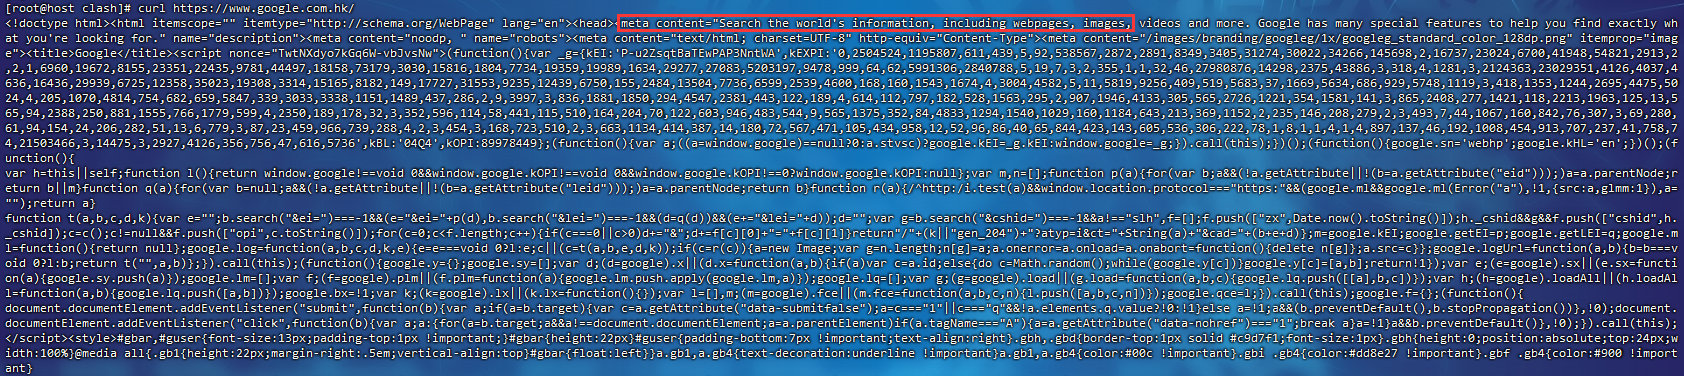 [root@host clash]# curl https://www.google.com.hk/
<!doctype html><html itemscope="" itemtype="http://schema.org/WebPage" lang="en"><head><meta content="Search the world's information, including webpages, images, videos and more. Google has many special features to help you find exactly wh
at you're looking for." name="description"><meta content="noodp, " name="robots"><meta content="text/html; charset=UTF-8" http-equiv="Content-Type"><meta content="/images/branding/googleg/1x/googleg_standard_color_128dp.png" itemprop="imag
e"><title>Google</title><script nonce="TwtNXdyo7kGq6W-vbJvsNw">(function(){var _g={kEI:'P-u2ZsqtBaTEwPAP3NntWA',kEXPI:'0,2504524,1195807,611,439,5,92,538567,2872,2891,8349,3405,31274,30022,34266,145698,2,16737,23024,6700,41948,54821,2913,2
,2,1,6960,19672,8155,23351,22435,9781,44497,18158,73179,3030,15816,1804,7734,19359,19989,1634,29277,27083,5203197,9478,999,64,62,5991306,2840788,5,19,7,3,2,355,1,1,32,46,27980876,14298,2375,43886,3,318,4,1281,3,2124363,23029351,4126,4037,4
636,16436,29939,6725,12358,35023,19308,3314,15165,8182,149,17727,31553,9235,12439,6750,155,2484,13504,7736,6599,2539,4600,168,160,1543,1674,4,3004,4582,5,11,5819,9256,409,519,5683,37,1669,5634,686,929,5748,1119,3,418,1353,1244,2695,4475,50
24,4,205,1070,4814,754,682,659,5847,339,3033,3338,1151,1489,437,286,2,9,3997,3,836,1881,1850,294,4547,2381,443,122,189,4,614,112,797,182,528,1563,295,2,907,1946,4133,305,565,2726,1221,354,1581,141,3,865,2408,277,1421,118,2213,1963,125,13,5
65,94,2388,250,881,1555,766,1779,599,4,2350,189,178,32,3,352,596,114,58,441,115,510,164,204,70,122,603,946,483,544,9,565,1375,352,84,4833,1294,1540,1029,160,1184,643,213,369,1152,2,235,146,208,279,2,3,493,7,44,1067,160,842,76,307,3,69,280,
61,94,154,24,206,282,51,13,6,779,3,87,23,459,966,739,288,4,2,3,454,3,168,723,510,2,3,663,1134,414,387,14,180,72,567,471,105,434,958,12,52,96,86,40,65,844,423,143,605,536,306,222,78,1,8,1,1,4,1,4,897,137,46,192,1008,454,913,707,237,41,758,7
4,21503466,3,14475,3,2927,4126,356,756,47,616,5736',kBL:'04Q4',kOPI:89978449};(function(){var a;((a=window.google)==null?0:a.stvsc)?google.kEI=_g.kEI:window.google=_g;}).call(this);})();(function(){google.sn='webhp';google.kHL='en';})();(f
unction(){
var h=this||self;function l(){return window.google!==void 0&&window.google.kOPI!==void 0&&window.google.kOPI!==0?window.google.kOPI:null};var m,n=[];function p(a){for(var b;a&&(!a.getAttribute||!(b=a.getAttribute("eid")));)a=a.parentNode;r
eturn b||m}function q(a){for(var b=null;a&&(!a.getAttribute||!(b=a.getAttribute("leid")));)a=a.parentNode;return b}function r(a){/^http:/i.test(a)&&window.location.protocol==="https:"&&(google.ml&&google.ml(Error("a"),!1,{src:a,glmm:1}),a=
"");return a}
function t(a,b,c,d,k){var e="";b.search("&ei=")===-1&&(e="&ei="+p(d),b.search("&lei=")===-1&&(d=q(d))&&(e+="&lei="+d));d="";var g=b.search("&cshid=")===-1&&a!=="slh",f=[];f.push(["zx",Date.now().toString()]);h._cshid&&g&&f.push(["cshid",h.
_cshid]);c=c();c!=null&&f.push(["opi",c.toString()]);for(c=0;c<f.length;c++){if(c===0||c>0)d+="&";d+=f[c][0]+"="+f[c][1]}return"/"+(k||"gen_204")+"?atyp=i&ct="+String(a)+"&cad="+(b+e+d)};m=google.kEI;google.getEI=p;google.getLEI=q;google.m
l=function(){return null};google.log=function(a,b,c,d,k,e){e=e===void 0?l:e;c||(c=t(a,b,e,d,k));if(c=r(c)){a=new Image;var g=n.length;n[g]=a;a.onerror=a.onload=a.onabort=function(){delete n[g]};a.src=c}};google.logUrl=function(a,b){b=b===v
oid 0?l:b;return t("",a,b)};}).call(this);(function(){google.y={};google.sy=[];var d;(d=google).x||(d.x=function(a,b){if(a)var c=a.id;else{do c=Math.random();while(google.y[c])}google.y[c]=[a,b];return!1});var e;(e=google).sx||(e.sx=functi
on(a){google.sy.push(a)});google.lm=[];var f;(f=google).plm||(f.plm=function(a){google.lm.push.apply(google.lm,a)});google.lq=[];var g;(g=google).load||(g.load=function(a,b,c){google.lq.push([[a],b,c])});var h;(h=google).loadAll||(h.loadAl
l=function(a,b){google.lq.push([a,b])});google.bx=!1;var k;(k=google).lx||(k.lx=function(){});var l=[],m;(m=google).fce||(m.fce=function(a,b,c,n){l.push([a,b,c,n])});google.qce=l;}).call(this);google.f={};(function(){
document.documentElement.addEventListener("submit",function(b){var a;if(a=b.target){var c=a.getAttribute("data-submitfalse");a=c==="1"||c==="q"&&!a.elements.q.value?!0:!1}else a=!1;a&&(b.preventDefault(),b.stopPropagation())},!0);document.
documentElement.addEventListener("click",function(b){var a;a:{for(a=b.target;a&&a!==document.documentElement;a=a.parentElement)if(a.tagName==="A"){a=a.getAttribute("data-nohref")==="1";break a}a=!1}a&&b.preventDefault()},!0);}).call(this);
</script><style>#gbar,#guser{font-size:13px;padding-top:1px !important;}#gbar{height:22px}#guser{padding-bottom:7px !important;text-align:right}.gbh,.gbd{border-top:1px solid #c9d7f1;font-size:1px}.gbh{height:0;position:absolute;top:24px;w
idth:100%}@media all{.gb1{height:22px;margin-right:.5em;vertical-align:top}#gbar{float:left}}a.gb1,a.gb4{text-decoration:underline !important}a.gb1,a.gb4{color:#00c !important}.gbi .gb4{color:#dd8e27 !important}.gbf .gb4{color:#900 !import
ant}